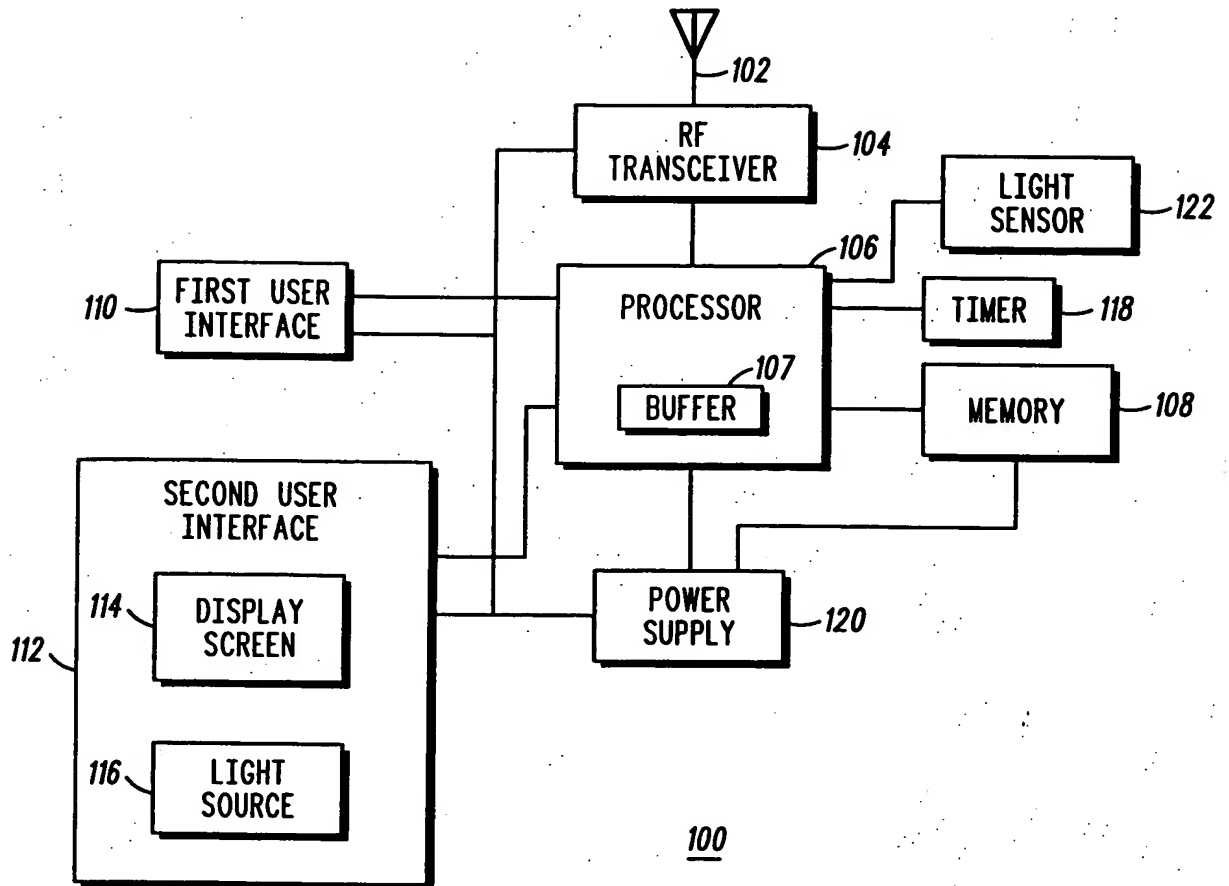 102
RF
TRANSCEIVER
104
LIGHT
SENSOR
122
106
FIRST USER
INTERFACE
110
PROCESSOR
TIMER
118
107
BUFFER
MEMORY
108
SECOND USER
INTERFACE
114
DISPLAY
SCREEN
112
POWER
SUPPLY
120
116
LIGHT
SOURCE
100